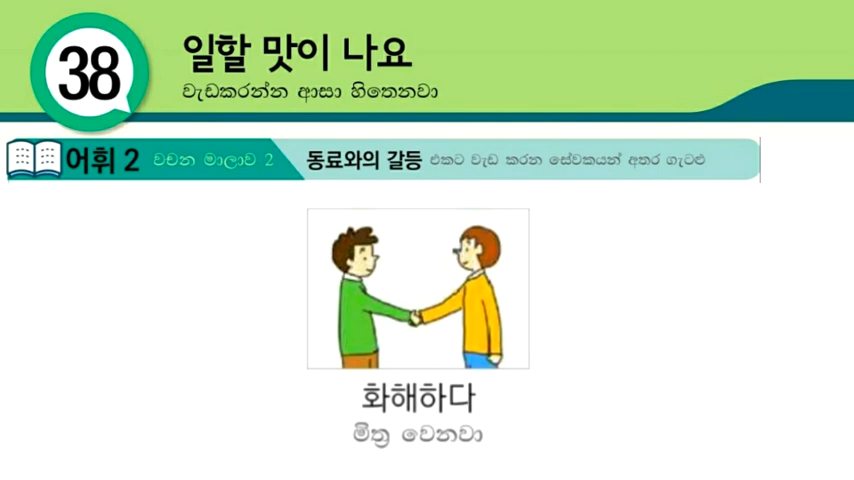 38
일할 맛이 나요
වැඩකරන්න ආසා හිතෙනවා
어휘 2 වචන මාලාව 2 동료와의 갈등 එකට වැඩ කරන සේවකයන් අතර ගැටළු
화해하다
මිත්‍ර වෙනවා